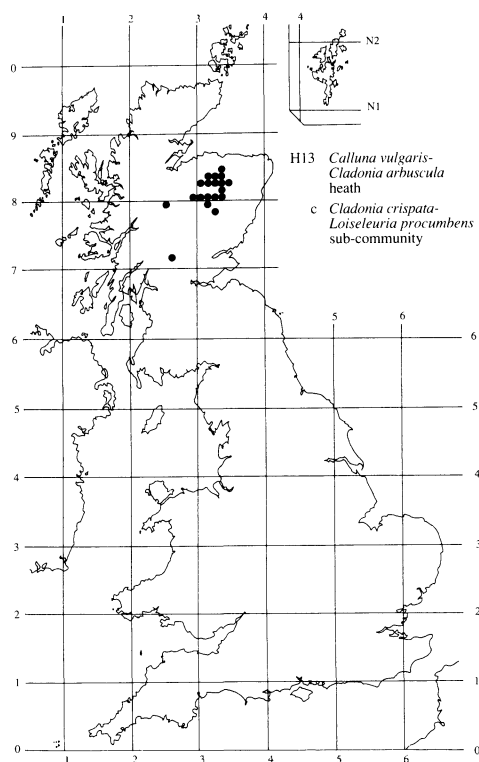 0 1 2 3 4
4
N2
N1
0
9
H13 Calluna vulgaris-
Cladonia arbuscula
heath
8
c Cladonia crispata-
Loiseleuria procumbens
sub-community
7
5 6
6 6
5 5
4 4
3 3
2 2
1 1
0 0
1 2 3 4 5 6